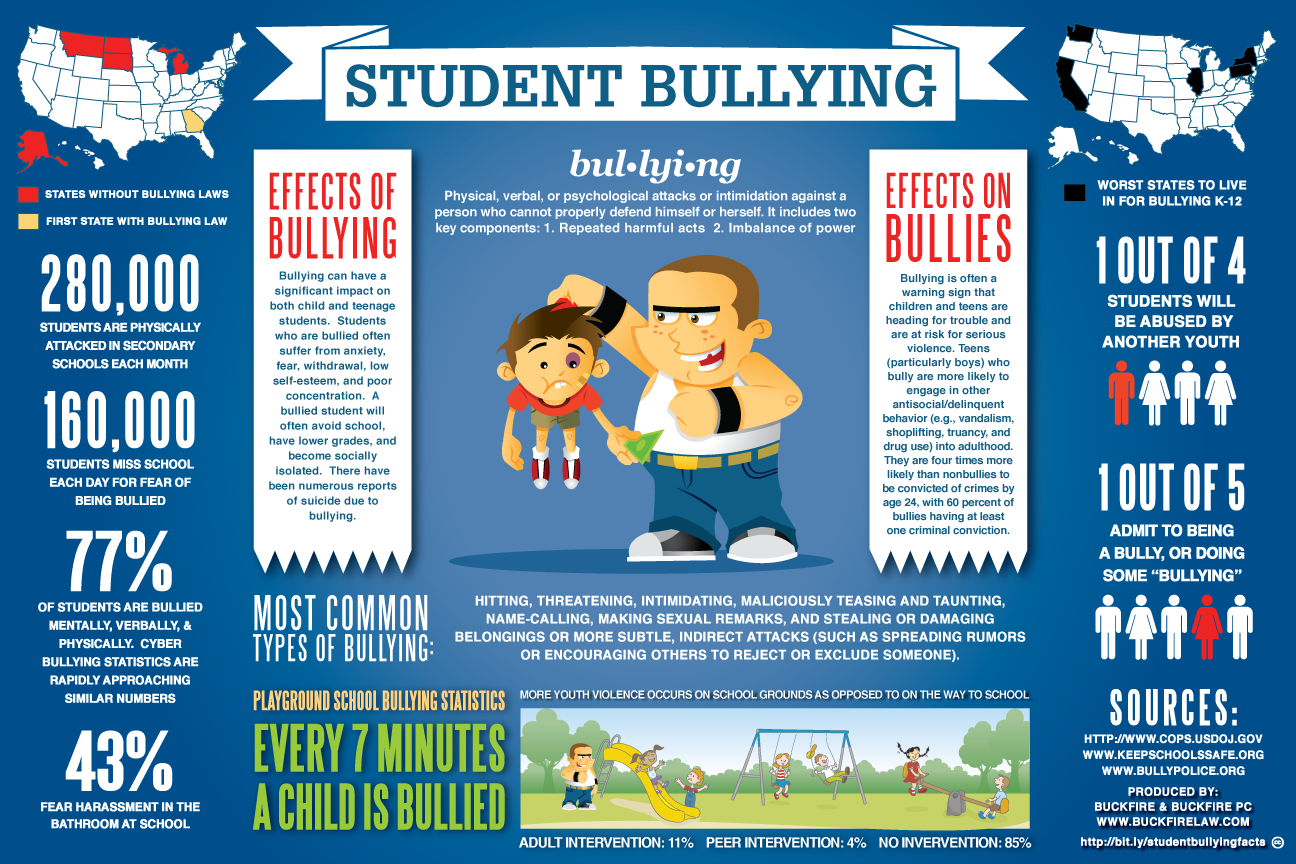 STUDENT BULLYING
STATES WITHOUT BULLYING LAWS
FIRST STATE WITH BULLYING LAW
280,000
STUDENTS ARE PHYSICALLY
ATTACKED IN SECONDARY
SCHOOLS EACH MONTH
160,000
STUDENTS MISS SCHOOL
EACH DAY FOR FEAR OF
BEING BULLIED
77%
OF STUDENTS ARE BULLIED
MENTALLY, VERBALLY, &
PHYSICALLY. CYBER
BULLYING STATISTICS ARE
RAPIDLY APPROACHING
SIMILAR NUMBERS
43%
FEAR HARASSMENT IN THE
BATHROOM AT SCHOOL
EFFECTS OF
BULLYING
Bullying can have a
significant impact on
both child and teenage
students. Students
who are bullied often
suffer from anxiety,
fear, withdrawal, low
self-esteem, and poor
concentration. A
bullied student will
often avoid school,
have lower grades, and
become socially
isolated. There have
been numerous reports
of suicide due to
bullying.
bul•lyi•ng
Physical, verbal, or psychological attacks or intimidation against a
person who cannot properly defend himself or herself. It includes two
key components: 1. Repeated harmful acts 2. Imbalance of power
EFFECTS ON
BULLIES
Bullying is often a
warning sign that
children and teens are
heading for trouble and
are at risk for serious
violence. Teens
(particularly boys) who
bully are more likely to
engage in other
antisocial/delinquent
behavior (e.g., vandalism,
shoplifting, truancy, and
drug use) into adulthood.
They are four times more
likely than nonbullies to
be convicted of crimes by
age 24, with 60 percent of
bullies having at least
one criminal conviction.
MOST COMMON
TYPES OF BULLYING:
HITTING, THREATENING, INTIMIDATING, MALICIOUSLY TEASING AND TAUNTING,
NAME-CALLING, MAKING SEXUAL REMARKS, AND STEALING OR DAMAGING
BELONGINGS OR MORE SUBTLE, INDIRECT ATTACKS (SUCH AS SPREADING RUMORS
OR ENCOURAGING OTHERS TO REJECT OR EXCLUDE SOMEONE).
PLAYGROUND SCHOOL BULLYING STATISTICS
EVERY 7 MINUTES
A CHILD IS BULLIED
MORE YOUTH VIOLENCE OCCURS ON SCHOOL GROUNDS AS OPPOSED TO ON THE WAY TO SCHOOL
ADULT INTERVENTION: 11% PEER INTERVENTION: 4% NO INVERVENTION: 85%
WORST STATES TO LIVE
IN FOR BULLYING K-12
1 OUT OF 4
STUDENTS WILL
BE ABUSED BY
ANOTHER YOUTH
1 OUT OF 5
ADMIT TO BEING
A BULLY, OR DOING
SOME “BULLYING”
SOURCES:
HTTP://WWW.COPS.USDOJ.GOV
WWW.KEEPSCHOOLSSAFE.ORG
WWW.BULLYPOLICE.ORG
PRODUCED BY:
BUCKFIRE & BUCKFIRE PC
WWW.BUCKFIRELAW.COM
http://bit.ly/studentbullyingfacts cc